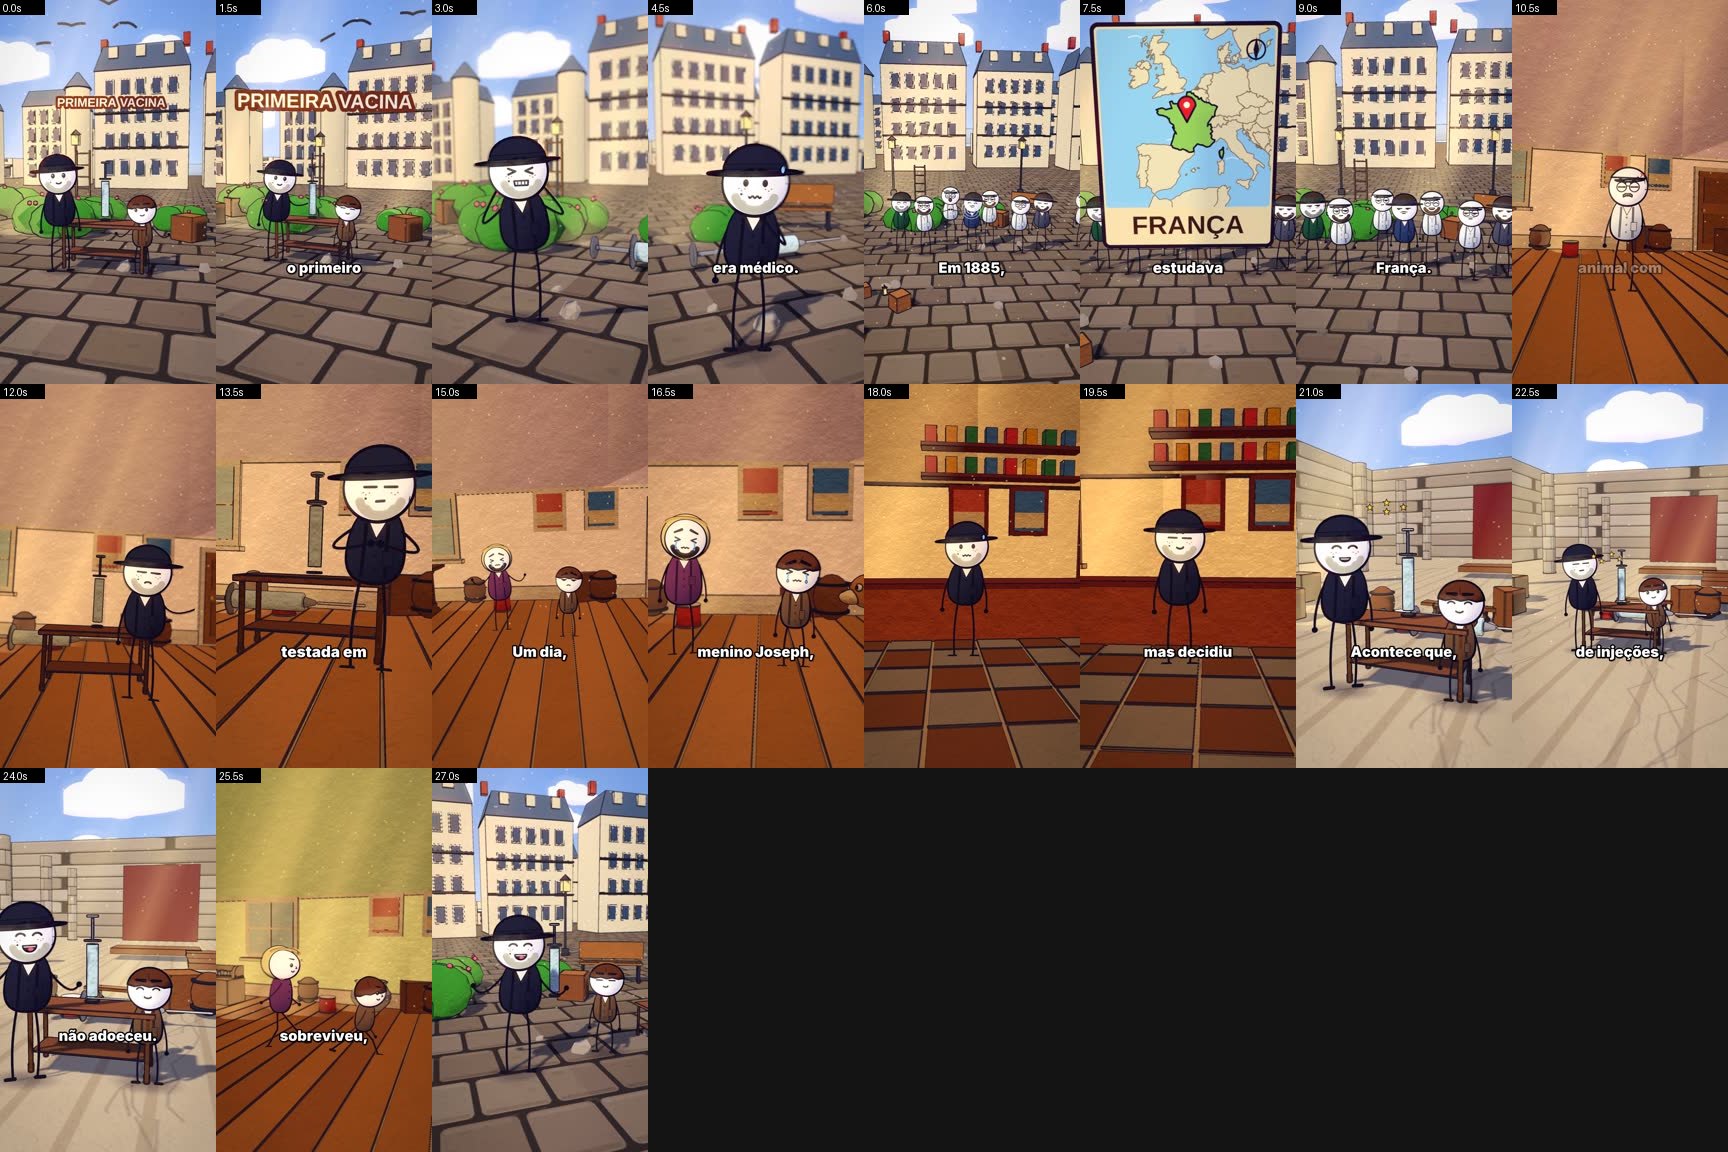 0.0s
PRIMEIRA VACINA
1.5s
PRIMEIRA VACINA
o primeiro
3.0s
4.5s
era médico.
6.0s
Em 1885,
7.5s
FRANÇA
estudava
9.0s
França.
10.5s
animal com
12.0s
13.5s
testada em
15.0s
Um dia,
16.5s
menino Joseph,
18.0s
19.5s
mas decidiu
21.0s
Acontece que,
22.5s
de injeções,
24.0s
não adoeceu.
25.5s
sobreviveu,
27.0s